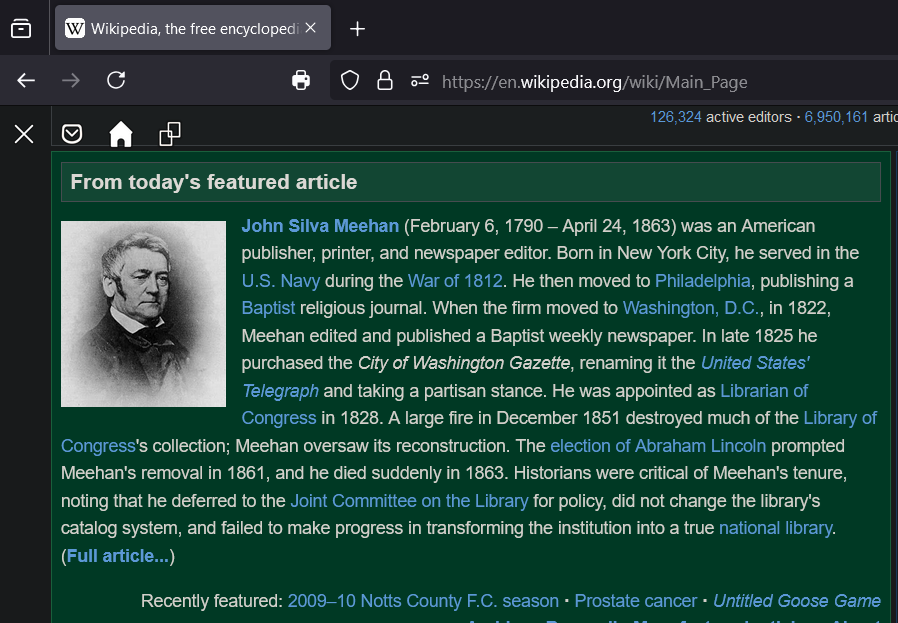 W Wikipedia, the free encyclopedi
https://en.wikipedia.org/wiki/Main_Page
126,324 active editors · 6,950,161
From today's featured article
John Silva Meehan (February 6, 1790 – April 24, 1863) was an American
publisher, printer, and newspaper editor. Born in New York City, he served in the
U.S. Navy during the War of 1812. He then moved to Philadelphia, publishing a
Baptist religious journal. When the firm moved to Washington, D.C., in 1822,
Meehan edited and published a Baptist weekly newspaper. In late 1825 he
purchased the City of Washington Gazette, renaming it the United States'
Telegraph and taking a partisan stance. He was appointed as Librarian of
Congress in 1828. A large fire in December 1851 destroyed much of the Library of
Congress's collection; Meehan oversaw its reconstruction. The election of Abraham Lincoln prompted
Meehan's removal in 1861, and he died suddenly in 1863. Historians were critical of Meehan's tenure,
noting that he deferred to the Joint Committee on the Library for policy, did not change the library's
catalog system, and failed to make progress in transforming the institution into a true national library.
(Full article...)
Recently featured: 2009–10 Notts County F.C. season · Prostate cancer · Untitled Goose Game